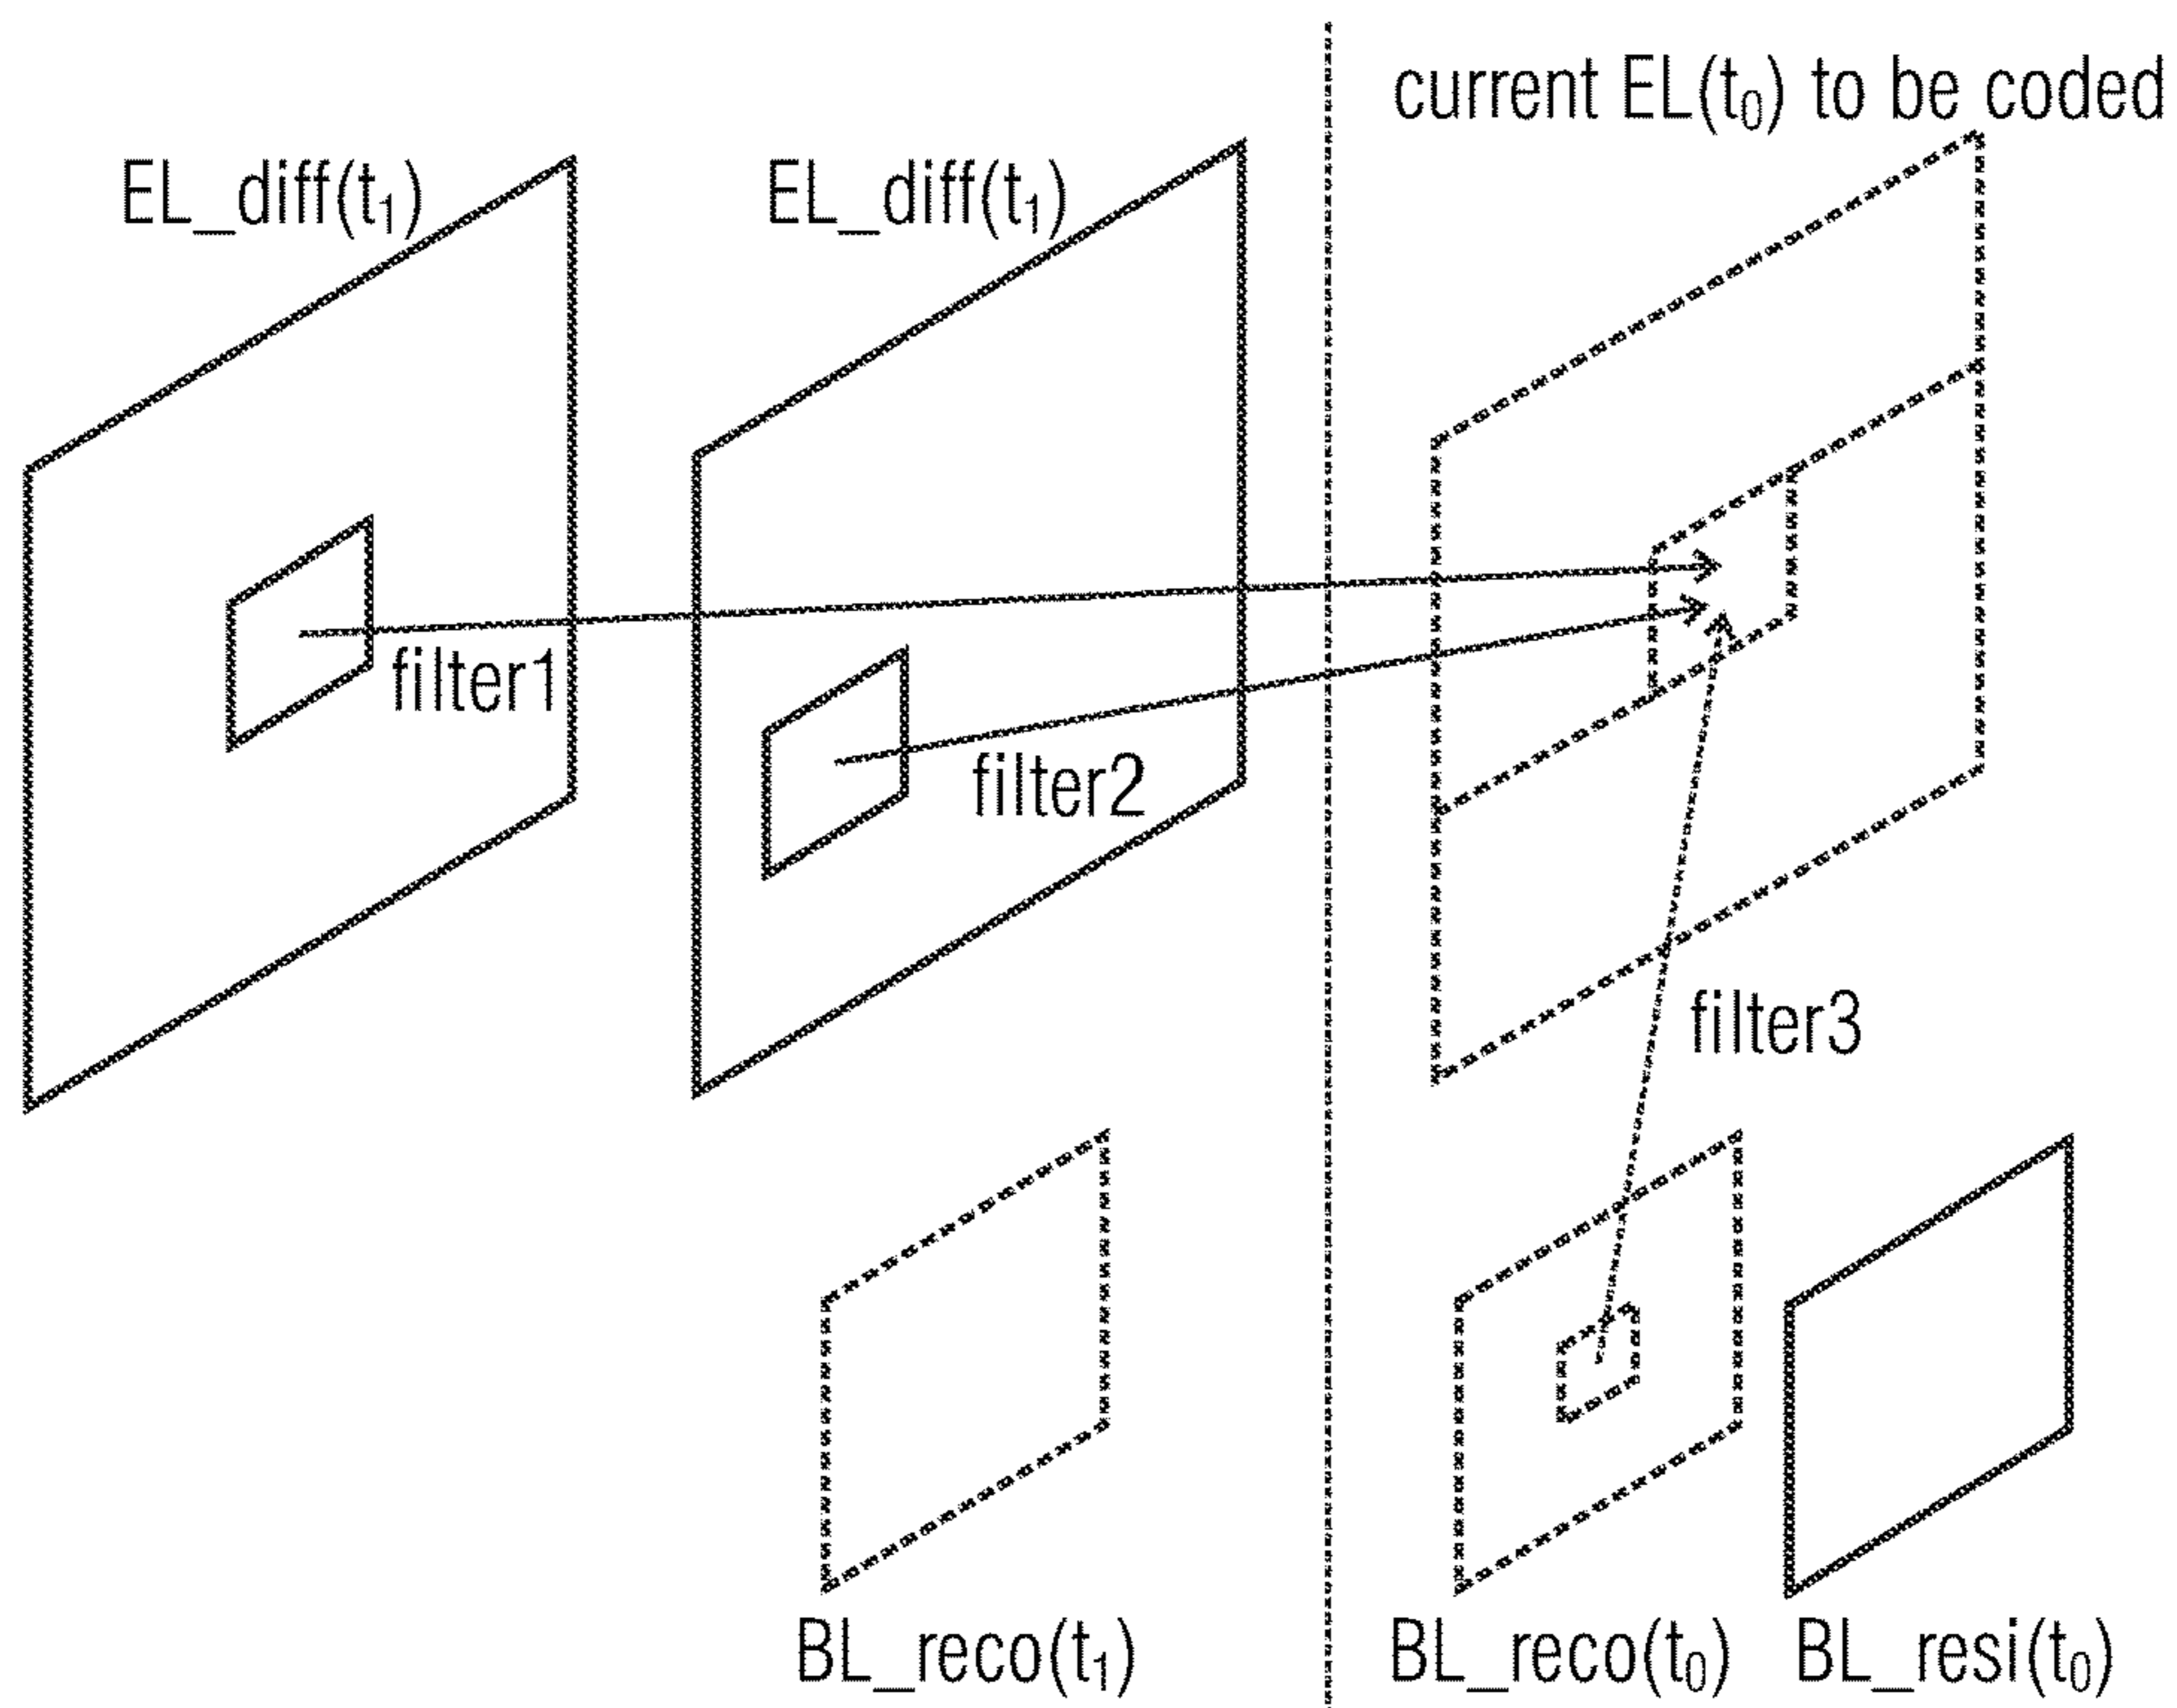 current EL(t₀) to be coded
EL_diff(t₁)
EL_diff(t₁)
filter1
filter2
filter3
BL_reco(t₁)
BL_reco(t₀)
BL_resi(t₀)